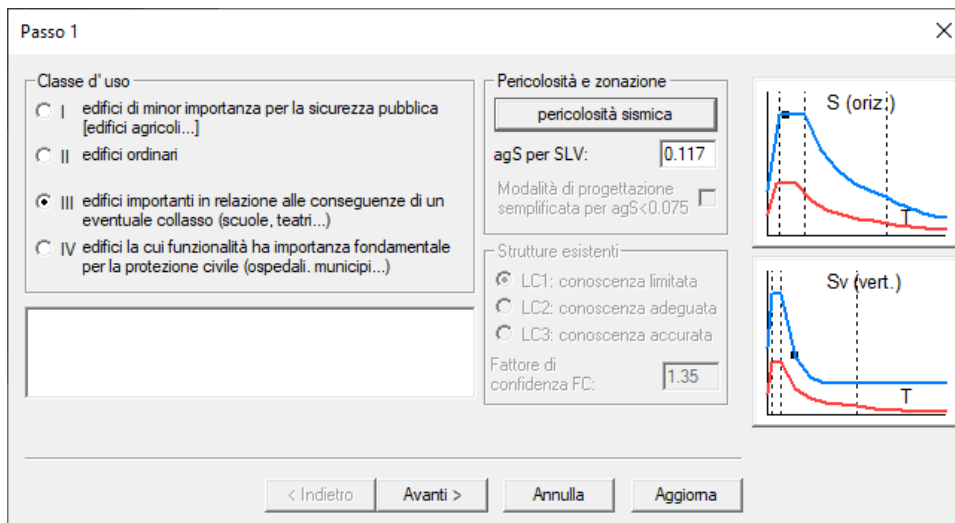 Passo 1
Classe d' uso
I edifici di minor importanza per la sicurezza pubblica
[edifici agricoli...]
II edifici ordinari
III edifici importanti in relazione alle conseguenze di un
eventuale collasso (scuole, teatri...)
IV edifici la cui funzionalità ha importanza fondamentale
per la protezione civile (ospedali. municipi...)
Pericolosità e zonazione
pericolosità sismica
agS per SLV: 0.117
Modalità di progettazione
semplificata per agS<0.075
Strutture esistenti
LC1: conoscenza limitata
LC2: conoscenza adeguata
LC3: conoscenza accurata
Fattore di
confidenza FC: 1.35
S (oriz.)
T
Sv (vert.)
T
< Indietro
Avanti >
Annulla
Aggiorna